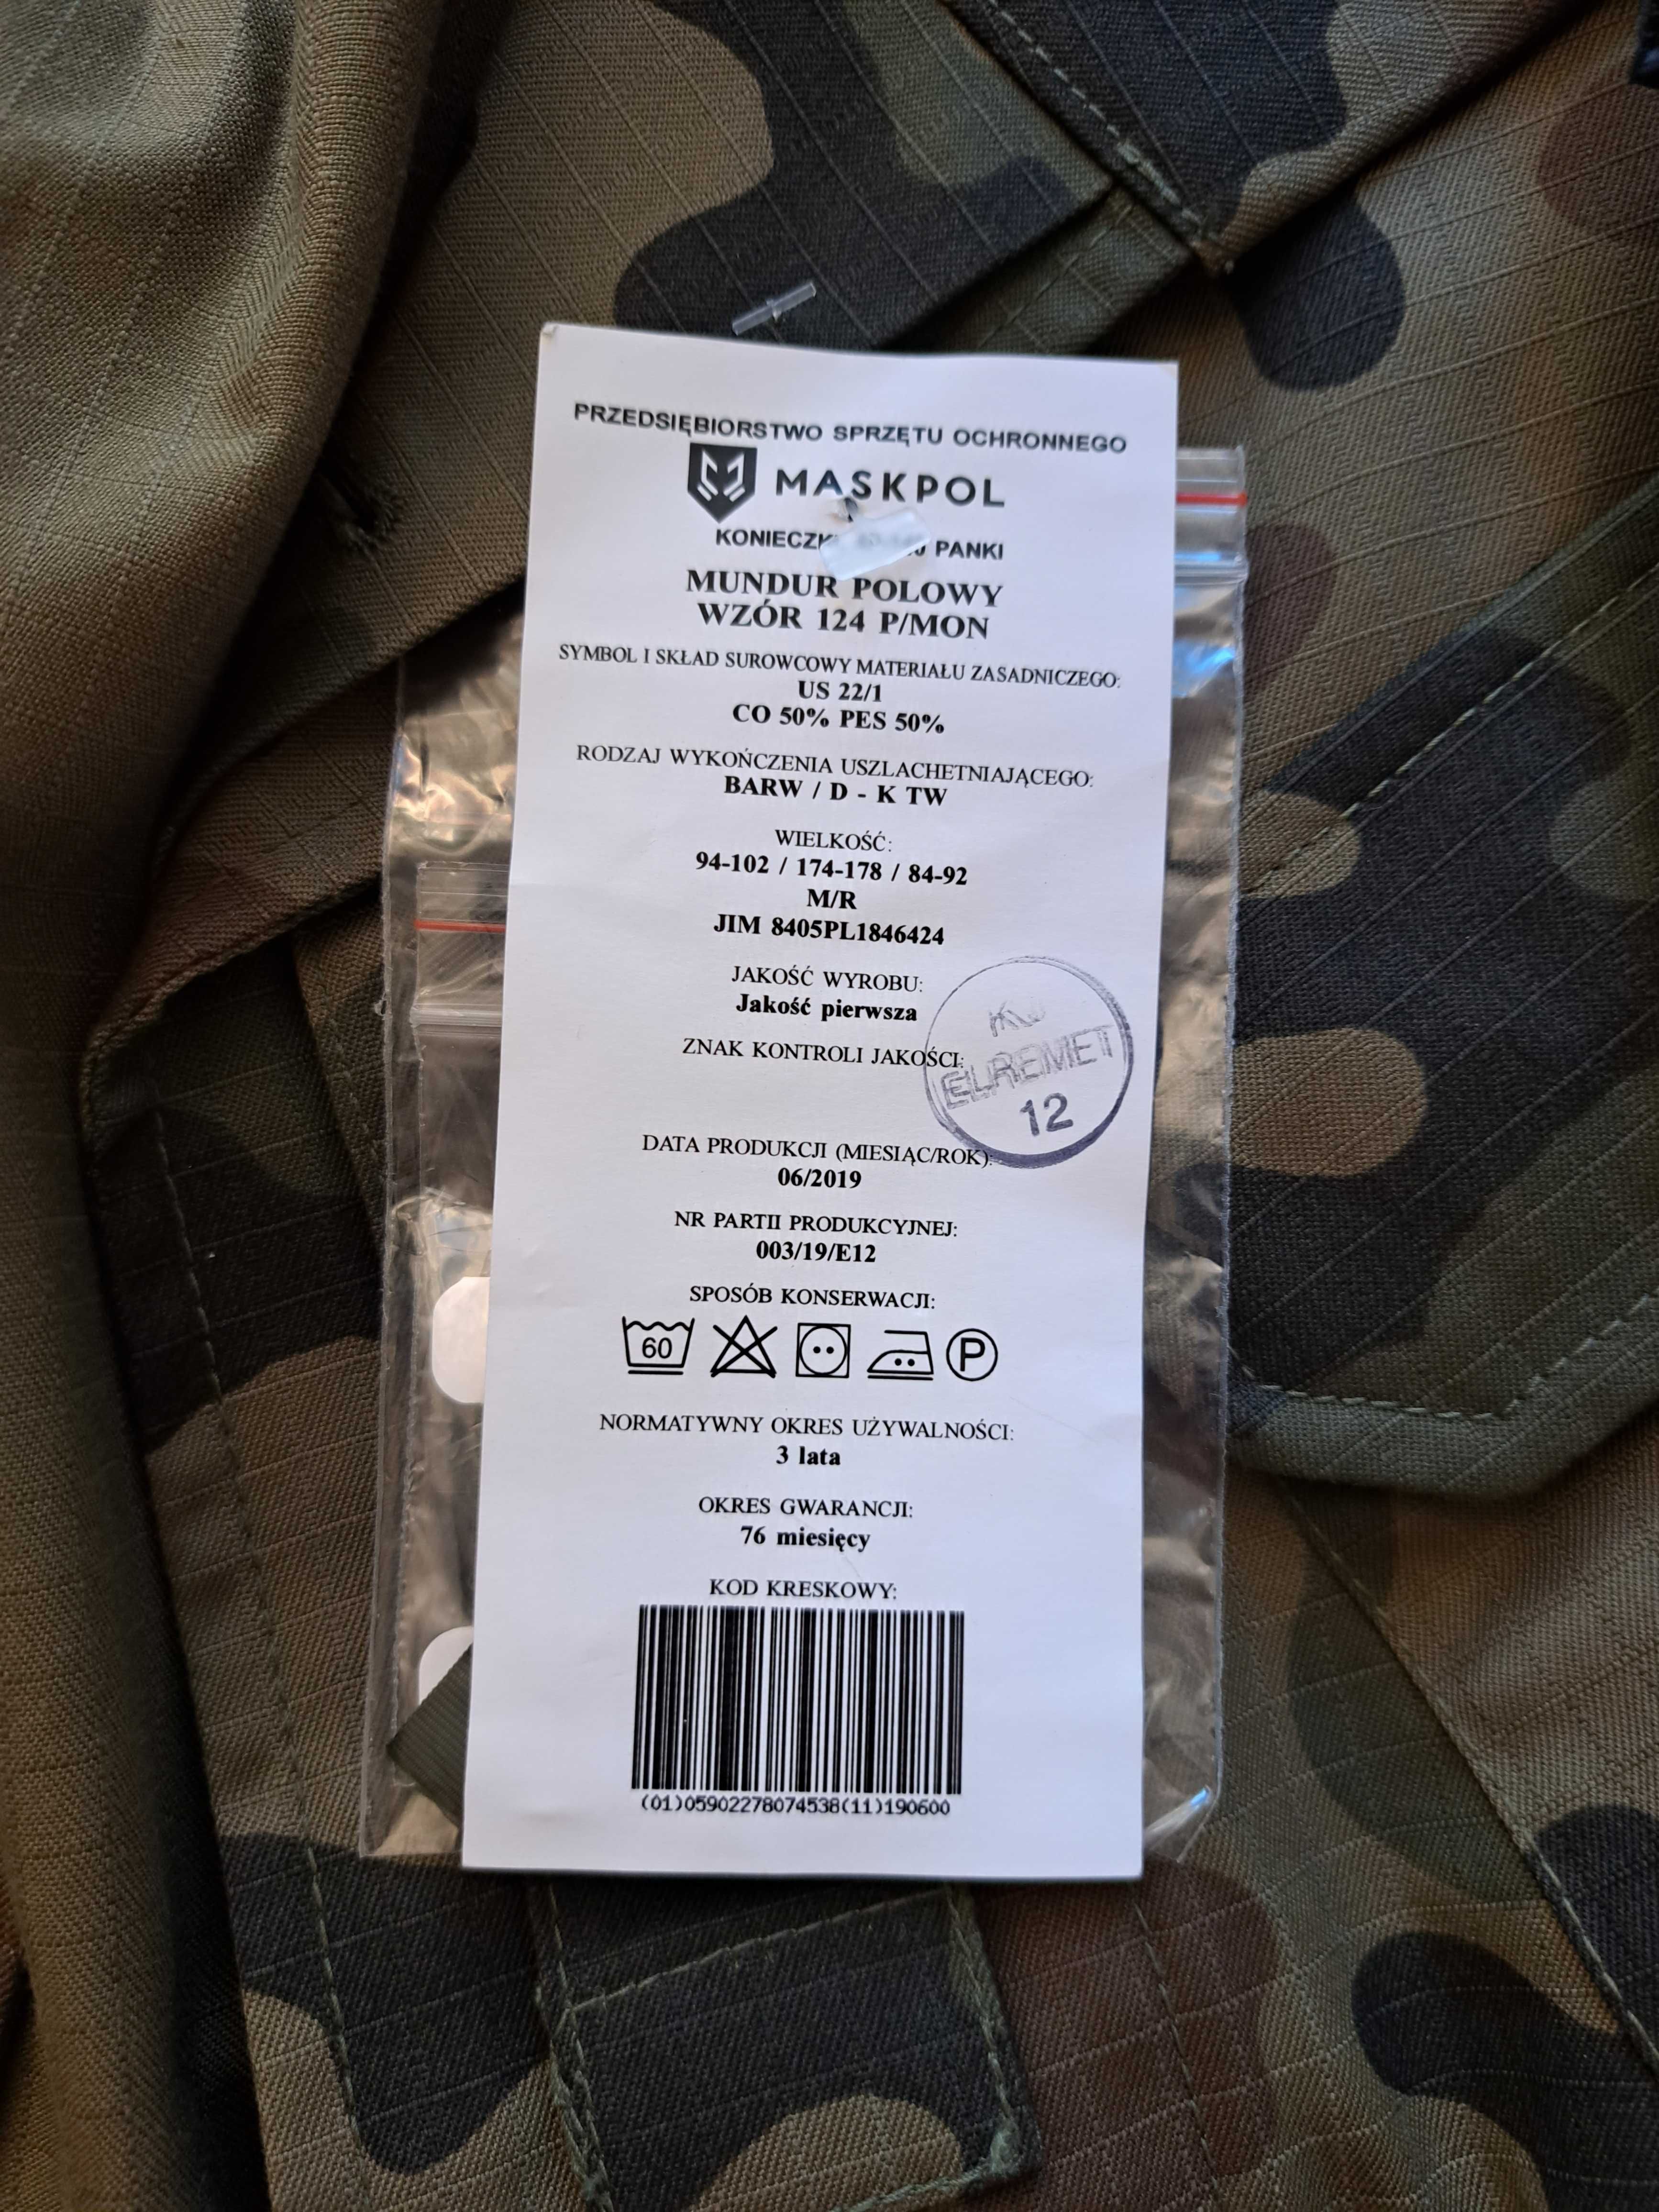 PRZEDSIĘBIORSTWO SPRZĘTU OCHRONNEGO
MASKPOL
PANKI
MUNDUR POLOWY
WZÓR 124 P/MON
SYMBOL I SKŁAD SUROWCOWY MATERIAŁU ZASADNICZEGO:
US 22/1
CO 50% PES 50%
RODZAJ WYKOŃCZENIA USZLACHETNIAJĄCEGO:
BARW / D - K TW
WIELKOŚĆ:
94-102 / 174-178 / 84-92
M/R
JIM 8405PL1846424
JAKOŚĆ WYROBU:
Jakość pierwsza
ZNAK KONTROLI JAKOŚCI:
ELREMET
12
DATA PRODUKCJI (MIESIĄC/ROK):
06/2019
NR PARTII PRODUKCYJNEJ:
003/19/E12
SPOSÓB KONSERWACJI:
60 P
NORMATYWNY OKRES UŻYWALNOŚCI:
3 lata
OKRES GWARANCJI:
76 miesięcy
KOD KRESKOWY:
(01)05902278074538(11)190600